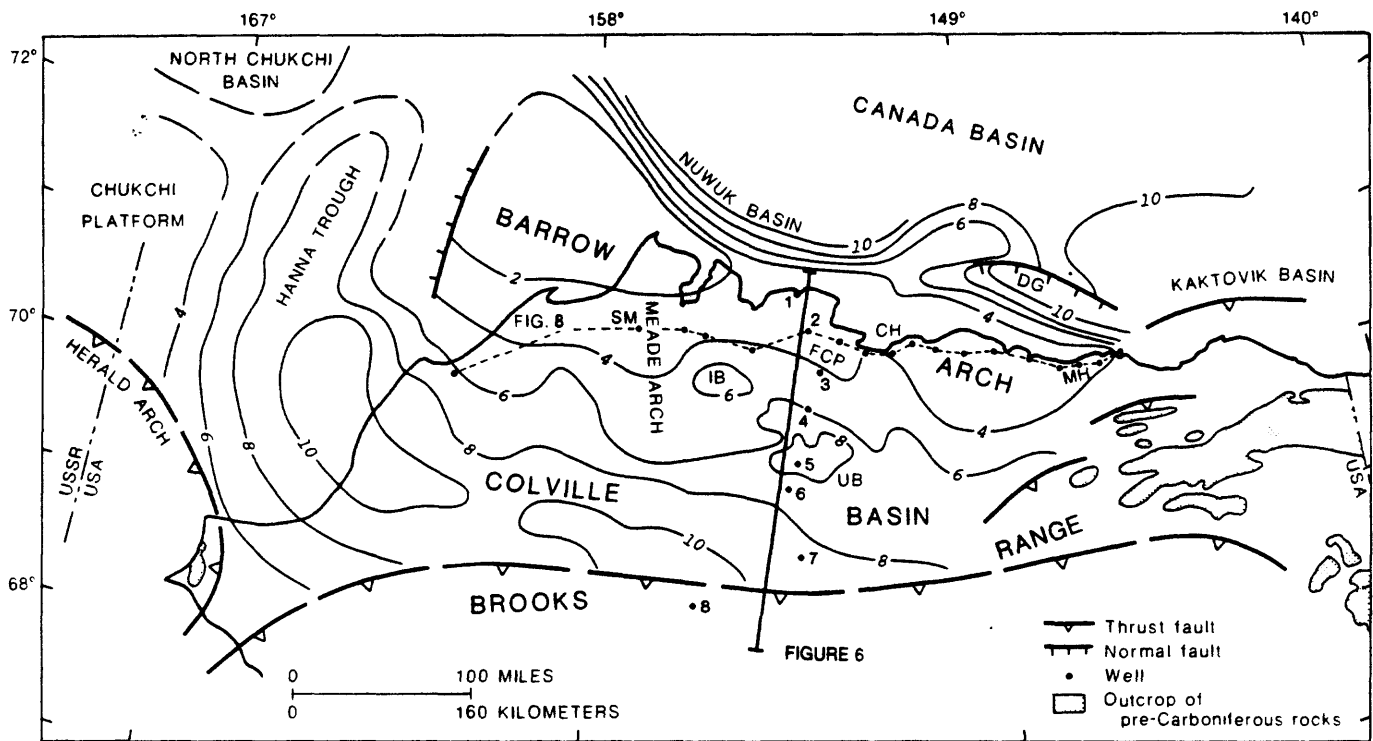 167°
158°
149°
140°
72°
NORTH CHUKCHI
BASIN
CANADA BASIN
NUWUK BASIN
CHUKCHI
PLATFORM
HANNA TROUGH
BARROW
8
6
10
10
2
DG
10
KAKTOVIK BASIN
4
1
70°
FIG. 8
SM
MEADE ARCH
2
CH
4
FCP
ARCH
MH
HERALD ARCH
4
IB
3
6
6
4
4
8
6
8
10
6
8
5
UB
USSR
USA
COLVILLE
6
BASIN
USA
10
7
8
RANGE
68°
BROOKS
8
FIGURE 6
0 100 MILES
0 160 KILOMETERS
Thrust fault
Normal fault
Well
Outcrop of
pre-Carboniferous rocks